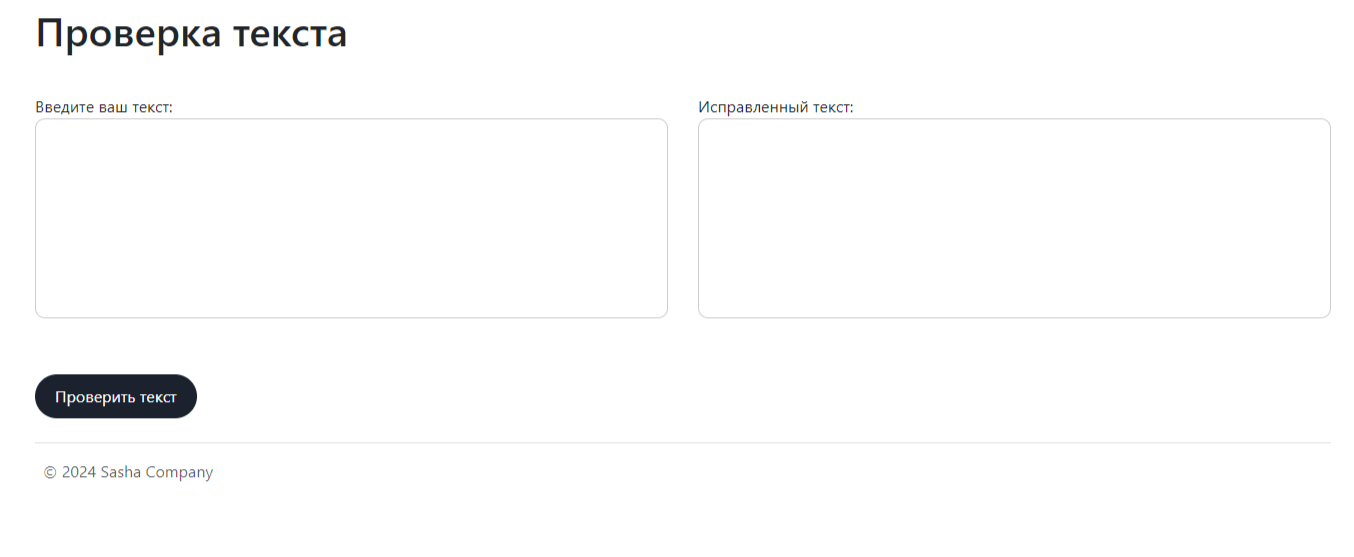 Проверка текста
Введите ваш текст:
Исправленный текст:
Проверить текст
© 2024 Sasha Company